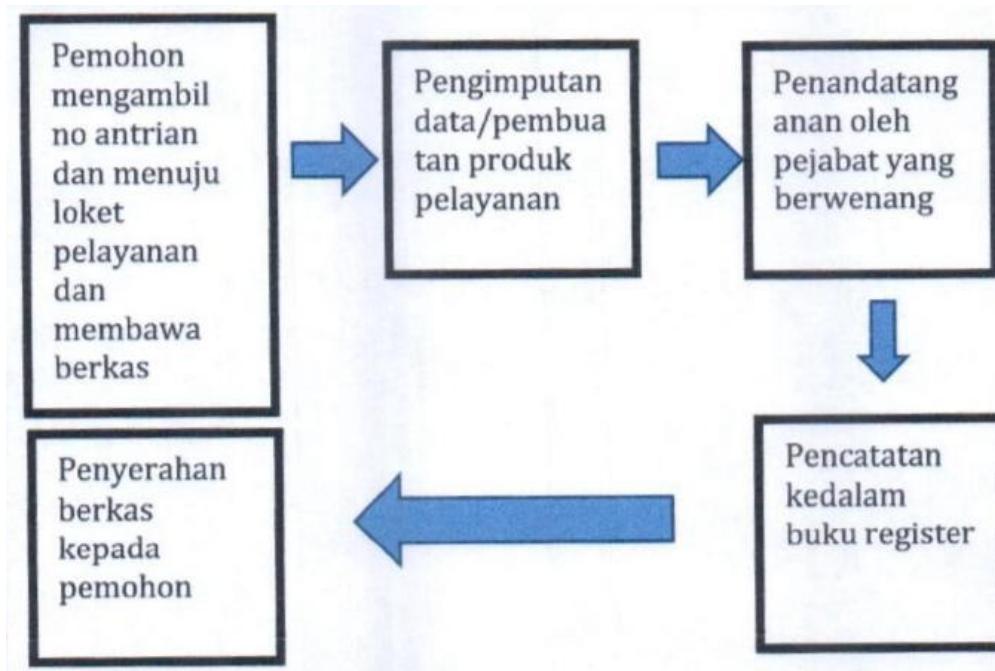 Pemohon
mengambil
no antrian
dan menuju
loket
pelayanan
dan
membawa
berkas
Pengimputan
data/pembua
tan produk
pelayanan
Penandatang
anan oleh
pejabat yang
berwenang
Pencatatan
kedalam
buku register
Penyerahan
berkas
kepada
pemohon